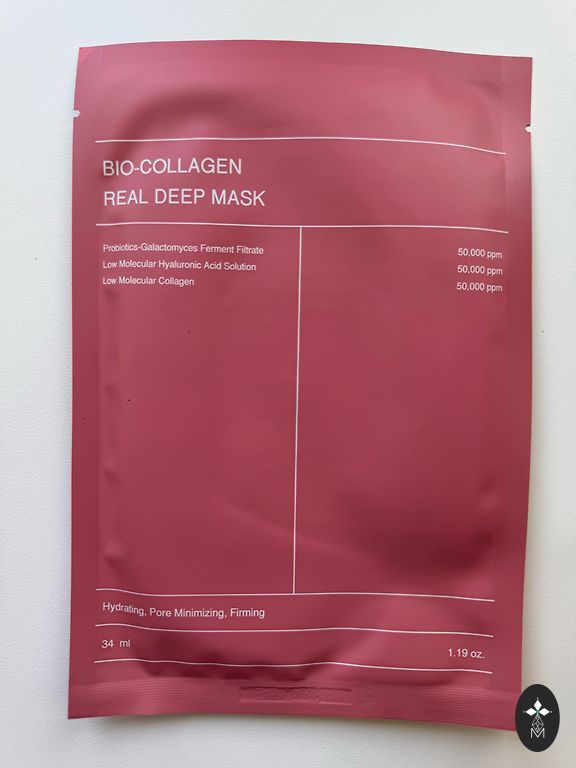 BIO-COLLAGEN
REAL DEEP MASK
Probiotics-Galactomyces Ferment Filtrate 50,000 ppm
Low Molecular Hyaluronic Acid Solution 50,000 ppm
Low Molecular Collagen 50,000 ppm
Hydrating, Pore Minimizing, Firming
34 ml 1.19 oz.
M